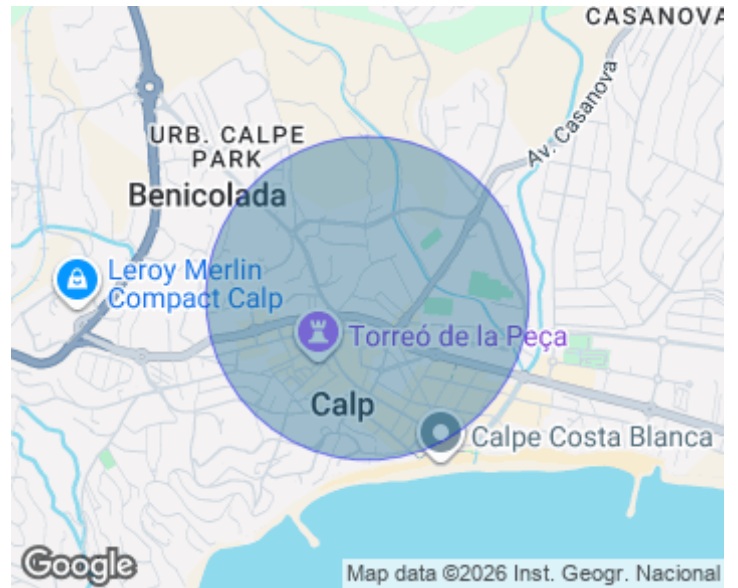 CASANOVA
Av. Casanova
URB. CALPE
PARK
Benicolada
Leroy Merlin
Compact Calp
Torreó de la Peça
Calp
Calpe Costa Blanca
Google
Map data ©2026 Inst. Geogr. Nacional